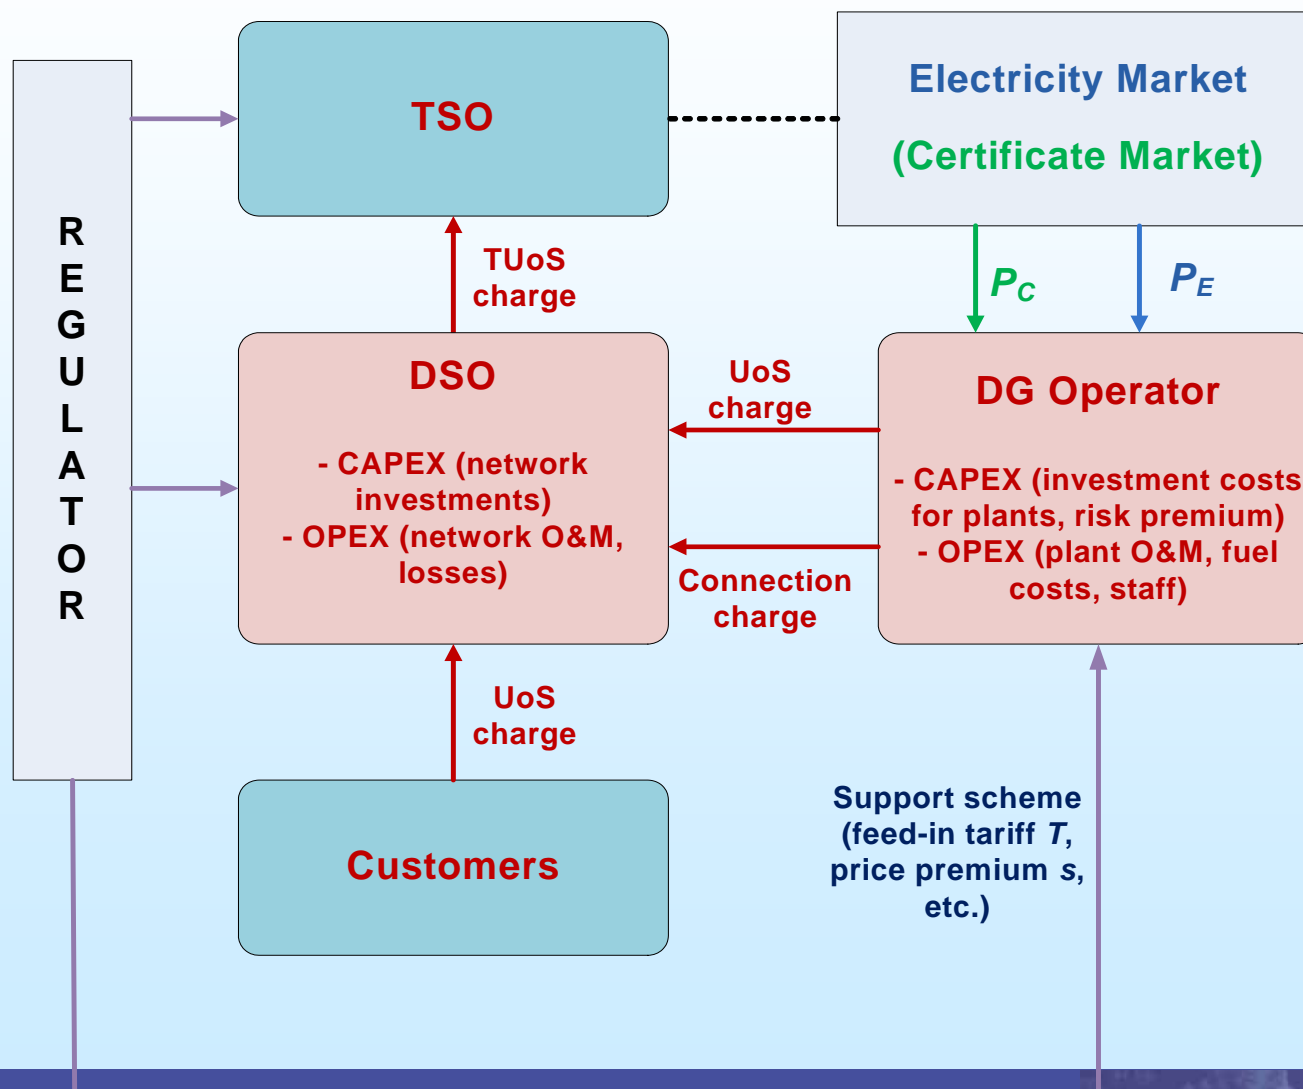 R
E
G
U
L
A
T
O
R
TSO
Electricity Market
(Certificate Market)
TUoS
charge
P_C
P_E
DSO
- CAPEX (network
investments)
- OPEX (network O&M,
losses)
UoS
charge
Connection
charge
DG Operator
- CAPEX (investment costs
for plants, risk premium)
- OPEX (plant O&M, fuel
costs, staff)
UoS
charge
Customers
Support scheme
(feed-in tariff T,
price premium s,
etc.)